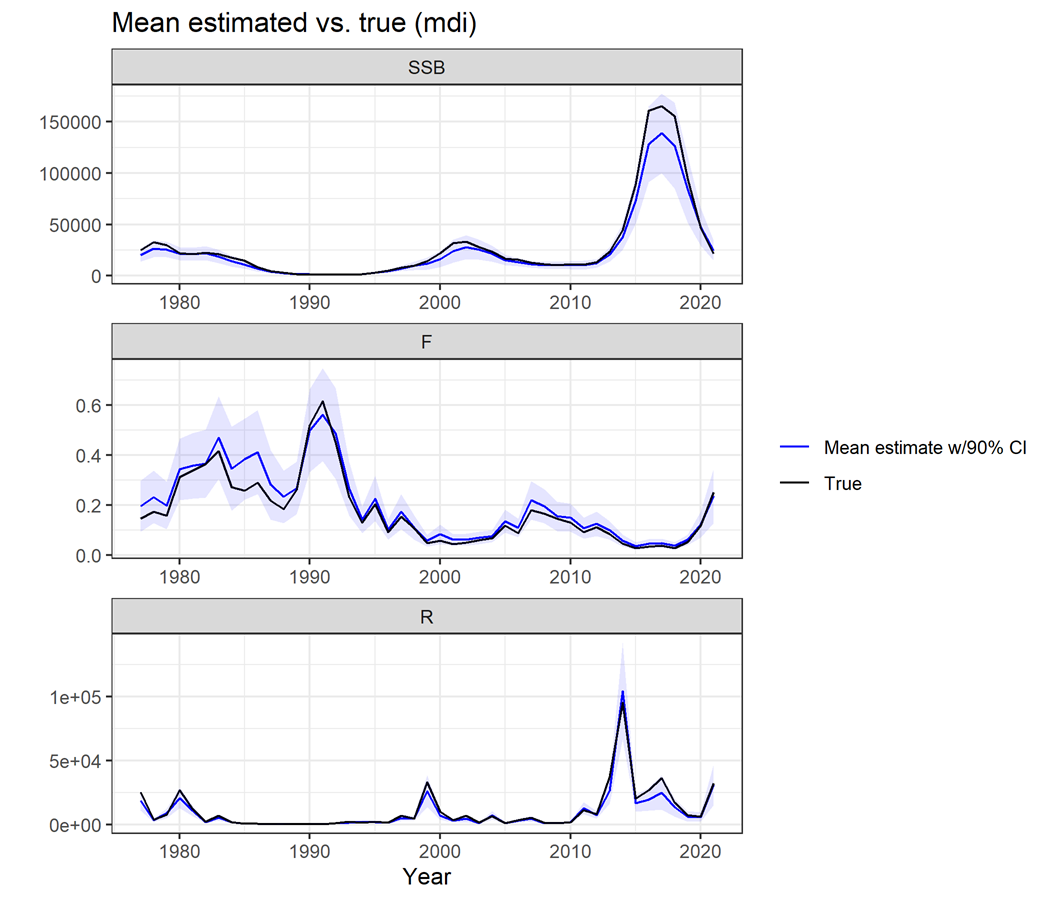 Mean estimated vs. true (mdi)
SSB
150000
100000
50000
0
1980 1990 2000 2010 2020
F
0.6
0.4
0.2
0.0
1980 1990 2000 2010 2020
Mean estimate w/90% CI
True
R
1e+05
5e+04
0e+00
1980 1990 2000 2010 2020
Year